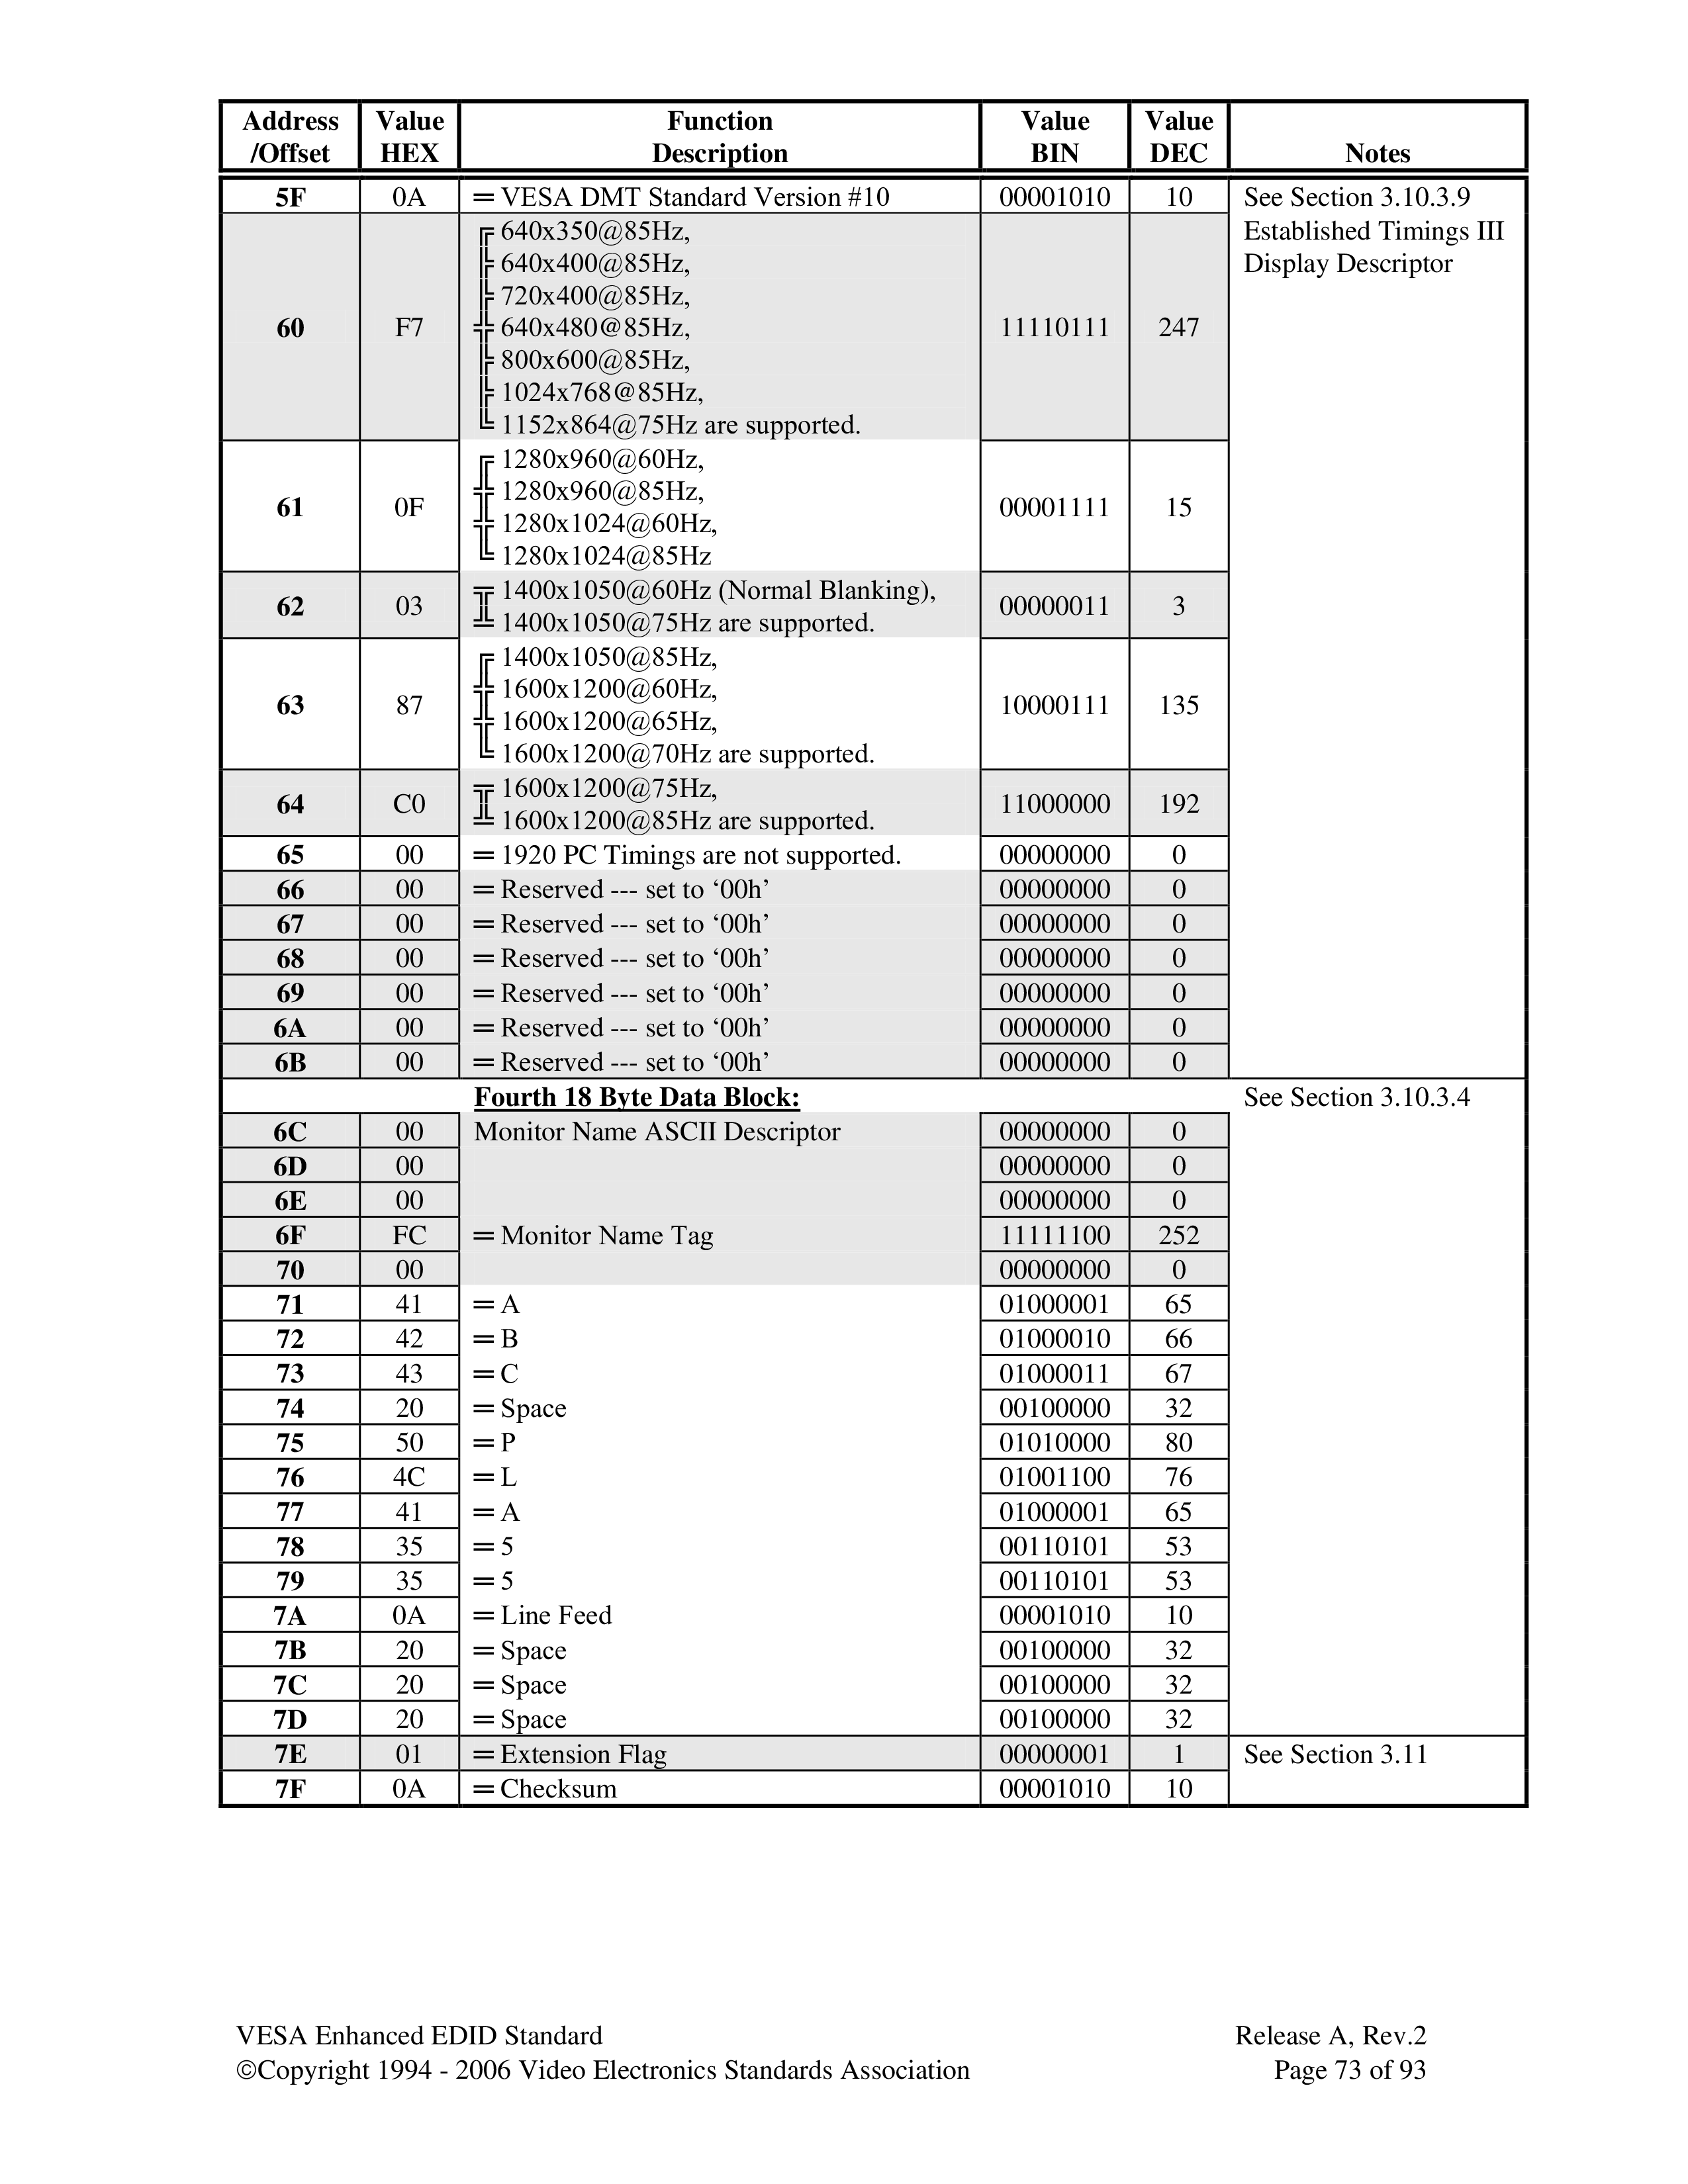 Address /Offset Value HEX Function Description Value BIN Value DEC Notes
5F 0A = VESA DMT Standard Version #10 00001010 10 See Section 3.10.3.9
Established Timings III
Display Descriptor
60 F7 ╔ 640x350@85Hz, 11110111 247
╠ 640x400@85Hz,
╠ 720x400@85Hz,
╬ 640x480@85Hz,
╠ 800x600@85Hz,
╠ 1024x768@85Hz,
╚ 1152x864@75Hz are supported.
61 0F ╔ 1280x960@60Hz, 00001111 15
╬ 1280x960@85Hz,
╬ 1280x1024@60Hz,
╚ 1280x1024@85Hz
62 03 ╦ 1400x1050@60Hz (Normal Blanking), 00000011 3
╩ 1400x1050@75Hz are supported.
63 87 ╔ 1400x1050@85Hz, 10000111 135
╬ 1600x1200@60Hz,
╬ 1600x1200@65Hz,
╚ 1600x1200@70Hz are supported.
64 C0 ╦ 1600x1200@75Hz, 11000000 192
╩ 1600x1200@85Hz are supported.
65 00 = 1920 PC Timings are not supported. 00000000 0
66 00 = Reserved --- set to ‘00h’ 00000000 0
67 00 = Reserved --- set to ‘00h’ 00000000 0
68 00 = Reserved --- set to ‘00h’ 00000000 0
69 00 = Reserved --- set to ‘00h’ 00000000 0
6A 00 = Reserved --- set to ‘00h’ 00000000 0
6B 00 = Reserved --- set to ‘00h’ 00000000 0
Fourth 18 Byte Data Block: See Section 3.10.3.4
6C 00 Monitor Name ASCII Descriptor 00000000 0
6D 00 00000000 0
6E 00 00000000 0
6F FC = Monitor Name Tag 11111100 252
70 00 00000000 0
71 41 = A 01000001 65
72 42 = B 01000010 66
73 43 = C 01000011 67
74 20 = Space 00100000 32
75 50 = P 01010000 80
76 4C = L 01001100 76
77 41 = A 01000001 65
78 35 = 5 00110101 53
79 35 = 5 00110101 53
7A 0A = Line Feed 00001010 10
7B 20 = Space 00100000 32
7C 20 = Space 00100000 32
7D 20 = Space 00100000 32
7E 01 = Extension Flag 00000001 1 See Section 3.11
7F 0A = Checksum 00001010 10
VESA Enhanced EDID Standard Release A, Rev.2
©Copyright 1994 - 2006 Video Electronics Standards Association Page 73 of 93